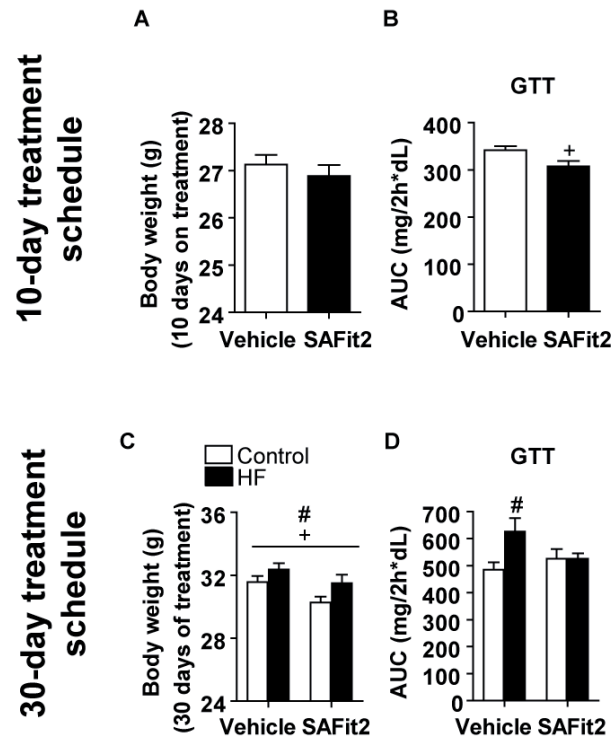 10-day treatment
schedule
A
Body weight (g)
(10 days on treatment)
28
27
26
25
24
Vehicle SAFit2
B
GTT
AUC (mg/2h*dL)
400
300
200
100
0
+
Vehicle SAFit2
30-day treatment
schedule
C
Control
HF
Body weight (g)
(30 days of treatment)
36
32
28
24
#
+
Vehicle SAFit2
D
GTT
AUC (mg/2h*dL)
700
600
500
400
300
200
100
0
#
Vehicle SAFit2